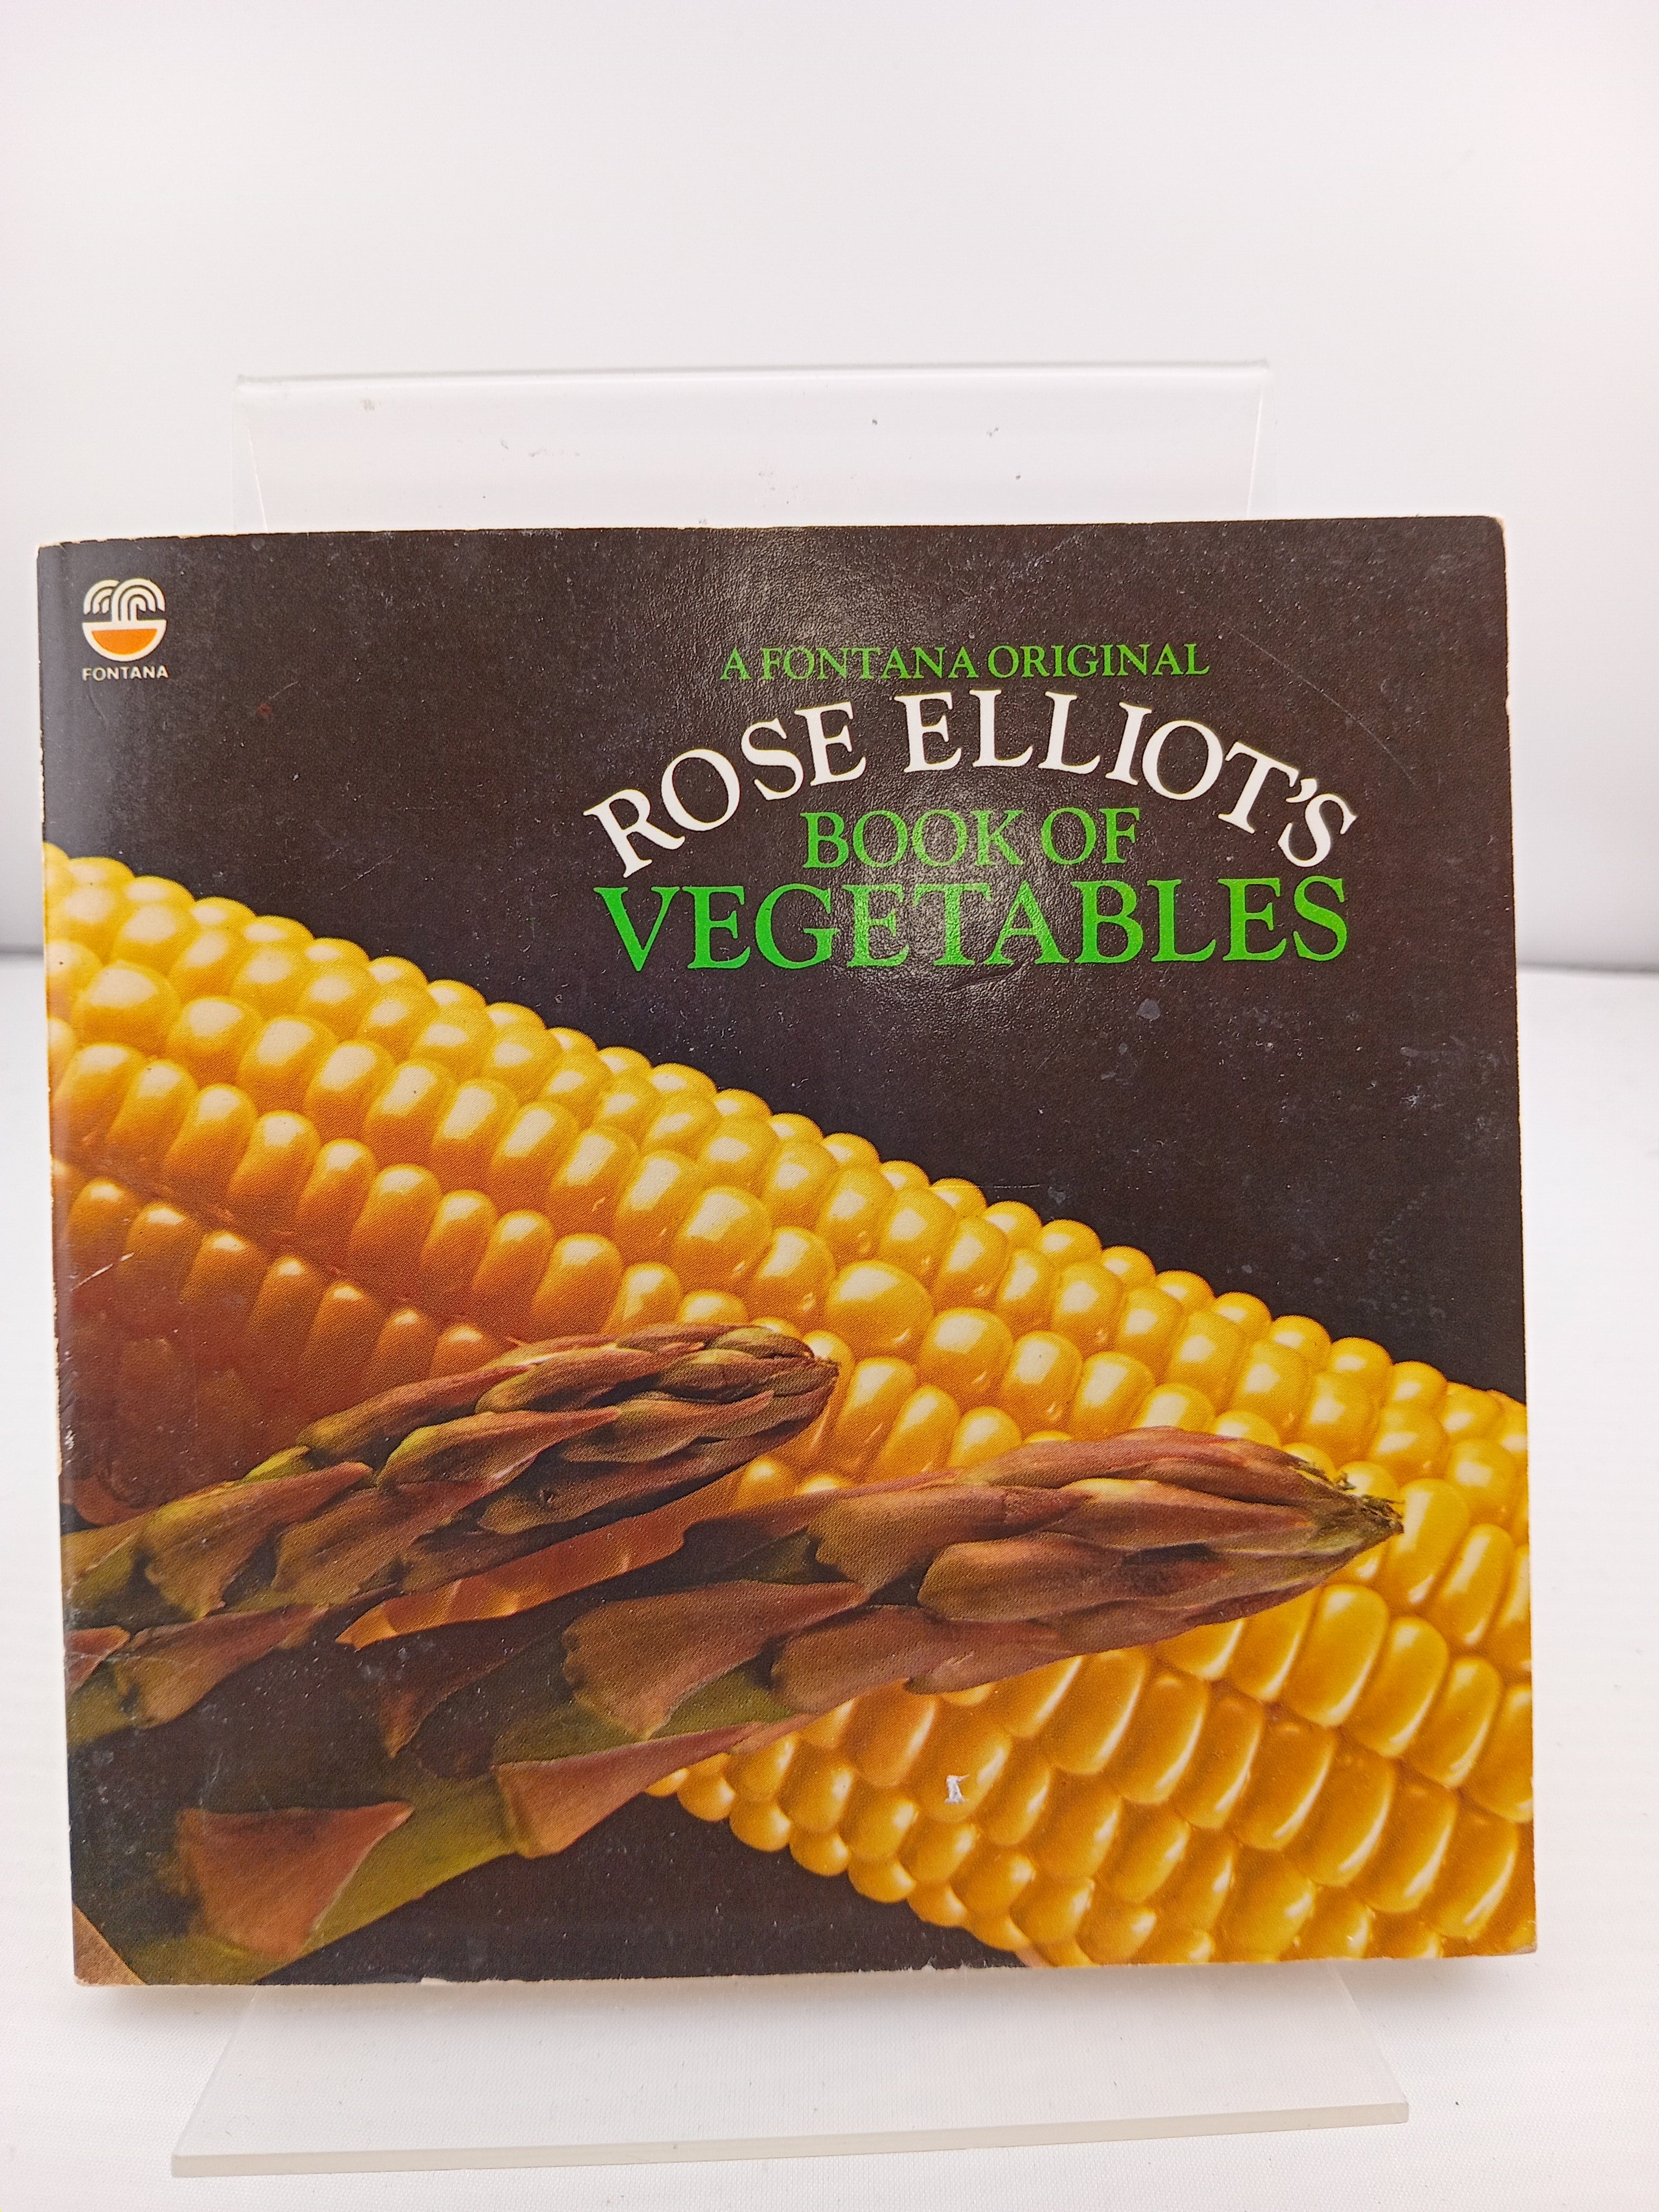 FONTANA
A FONTANA ORIGINAL
ROSE ELLIOT'S
BOOK OF
VEGETABLES